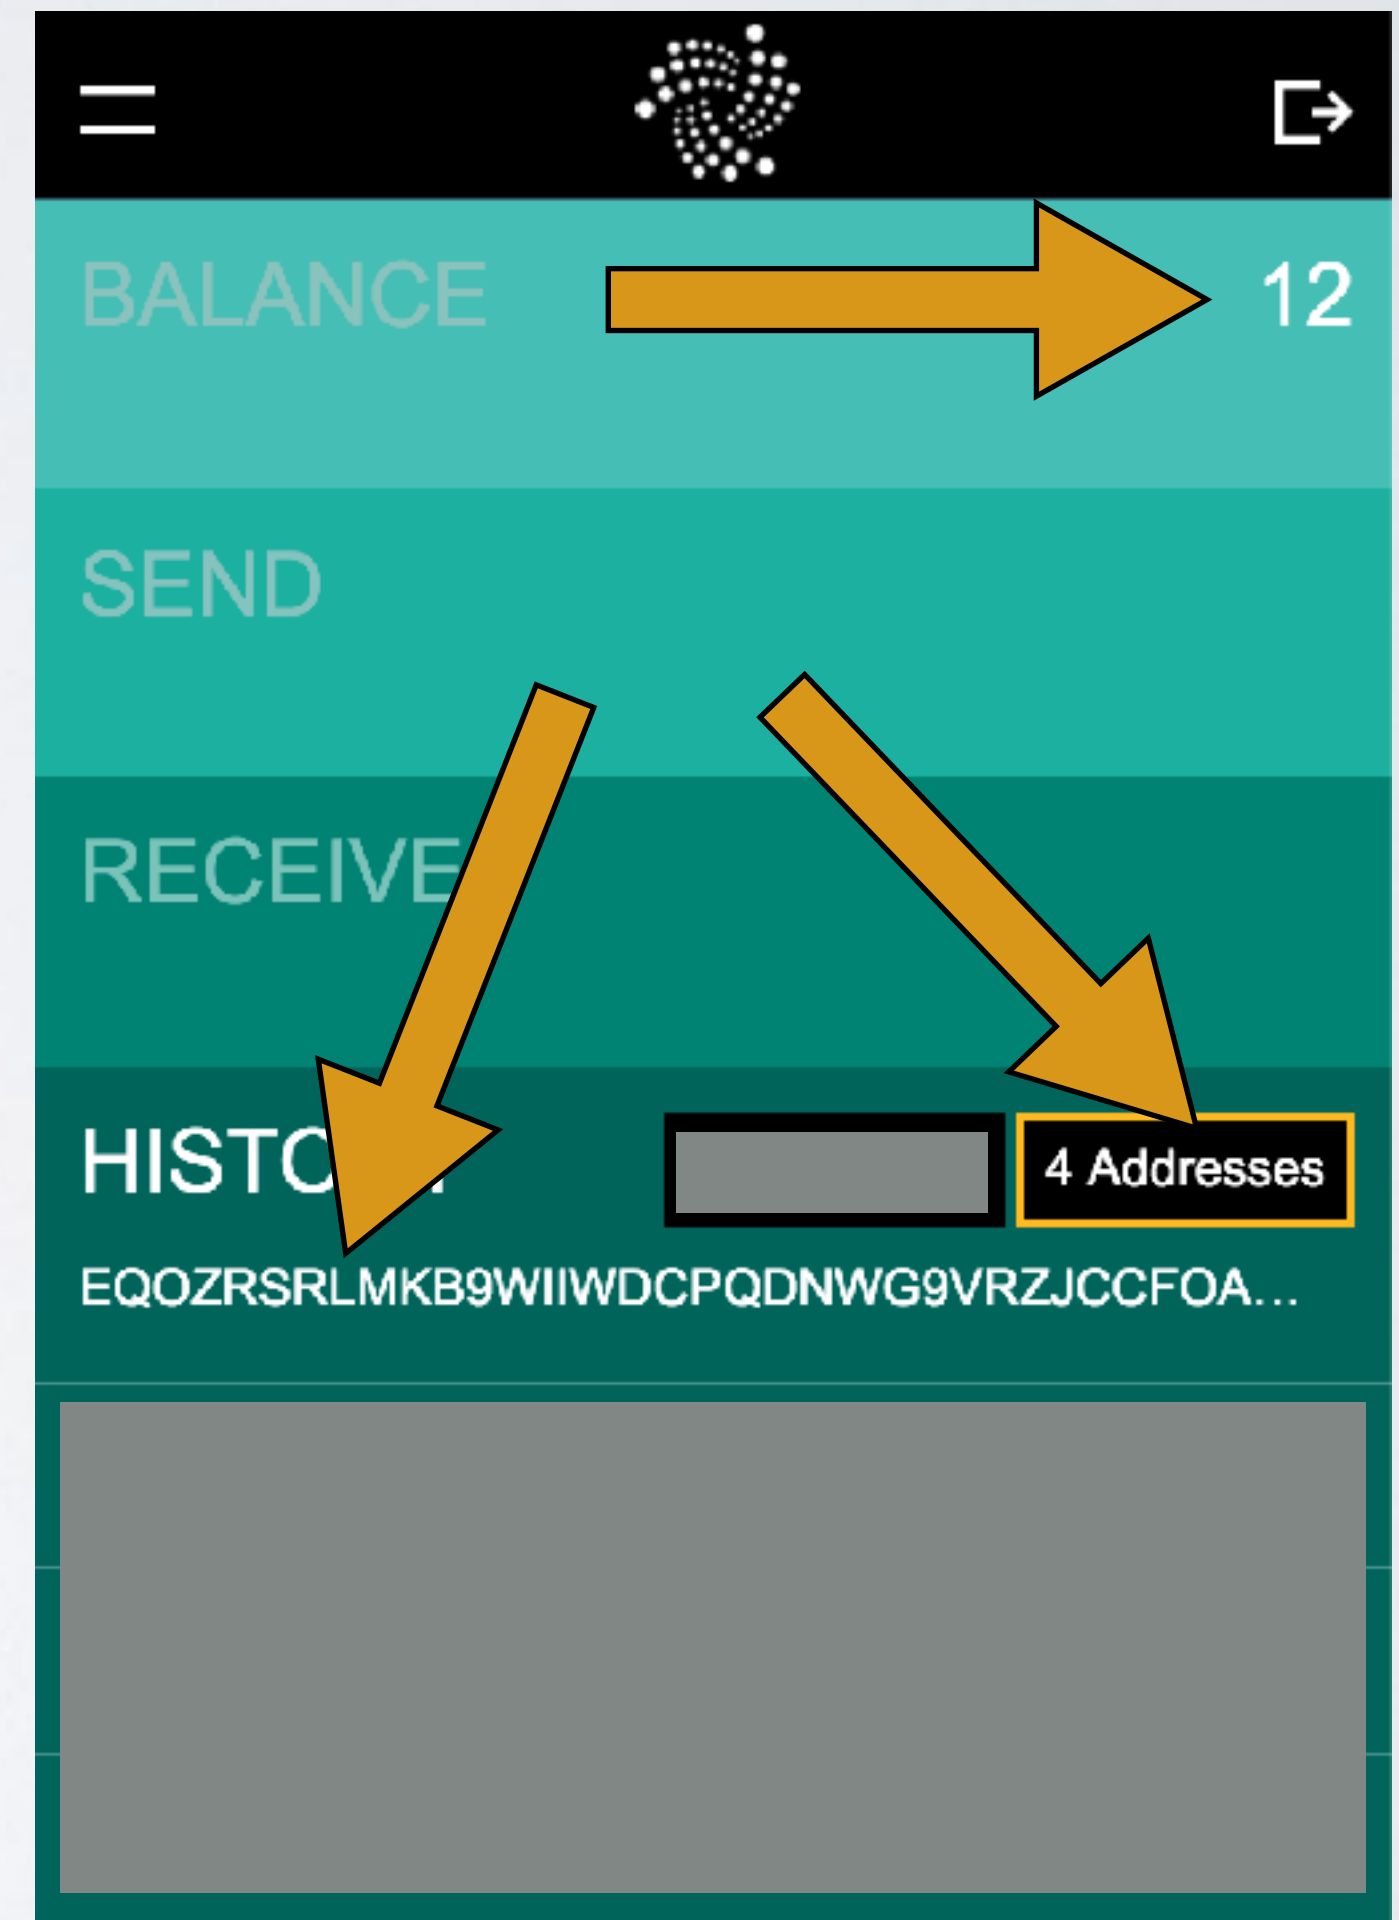 BALANCE 12
SEND
RECEIVE
4 Addresses
EQOZRSRLMKB9WIIWDCPQDNWG9VRZJCCFOA...